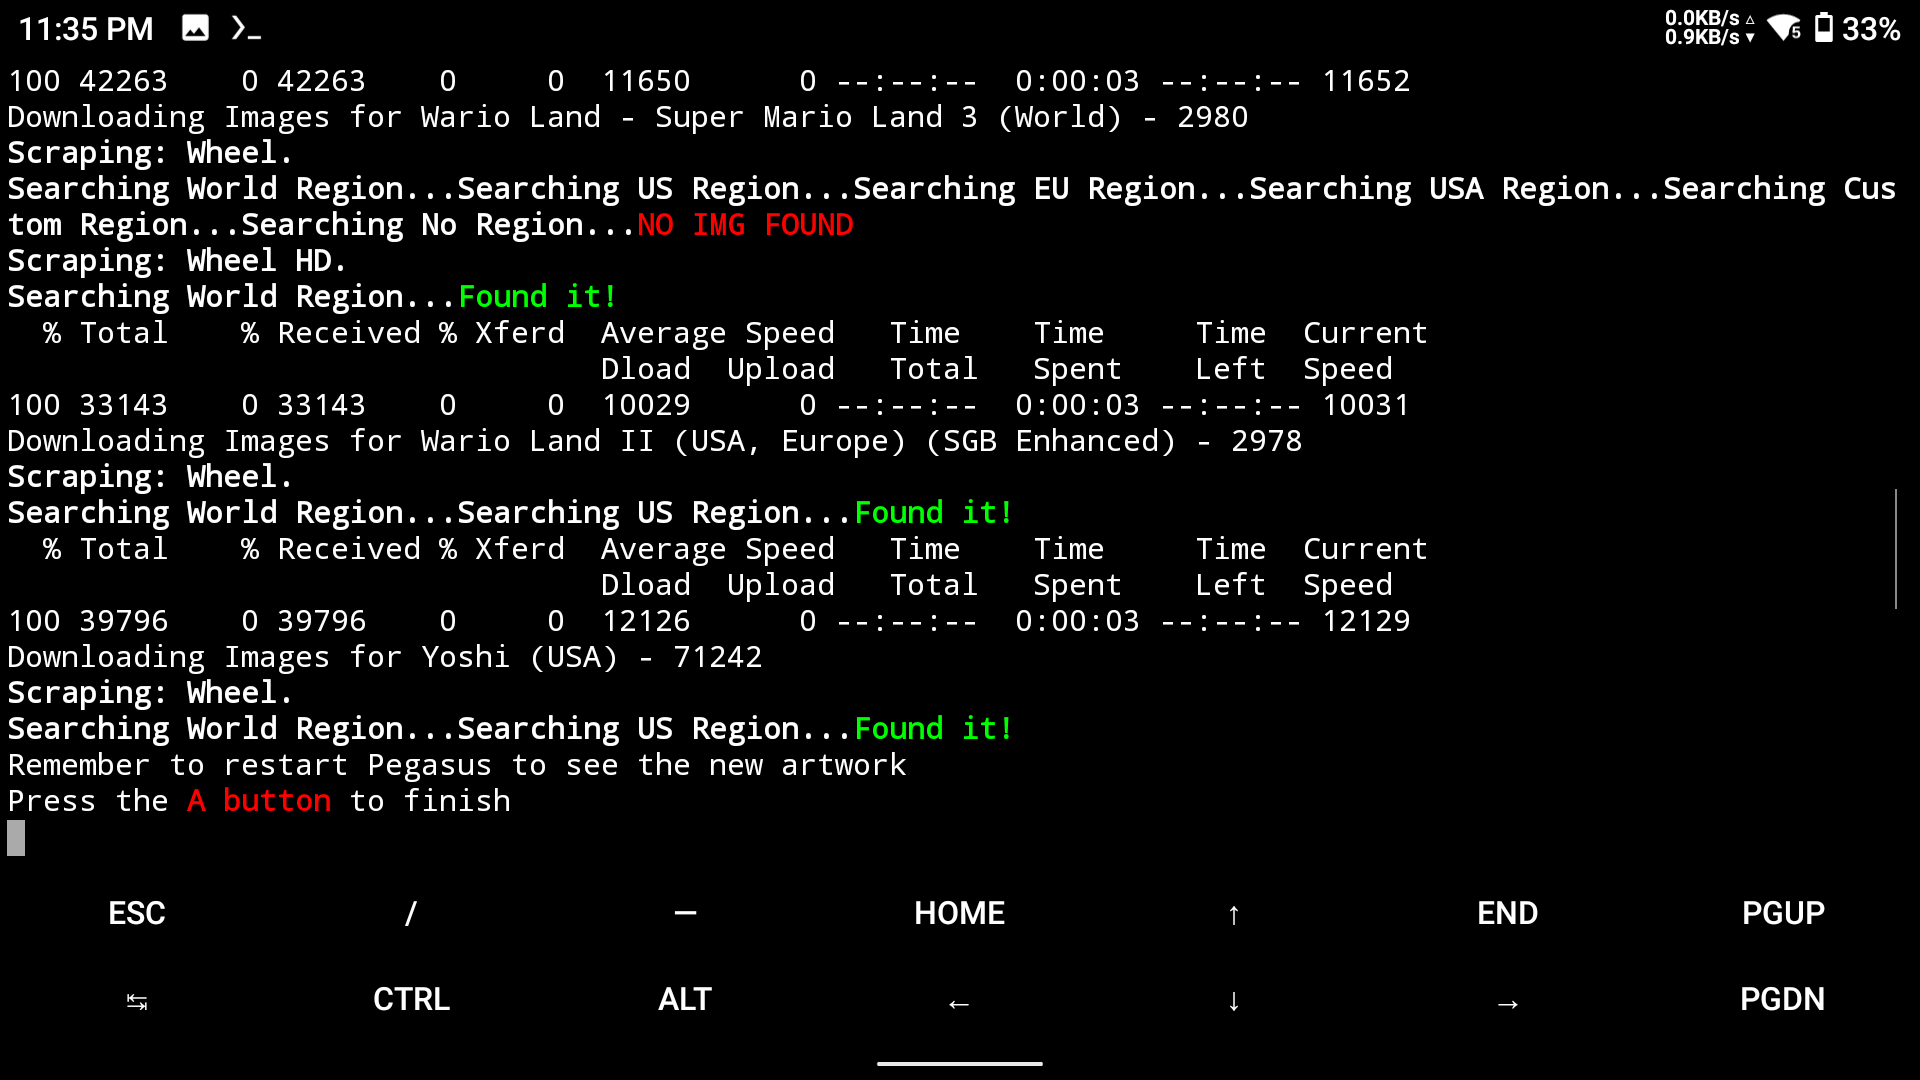 11:35 PM 0.0KB/s
0.9KB/s 5 33%
100 42263 0 42263 0 0 11650 0 --:--:-- 0:00:03 --:--:-- 11652
Downloading Images for Wario Land - Super Mario Land 3 (World) - 2980
Scraping: Wheel.
Searching World Region...Searching US Region...Searching EU Region...Searching USA Region...Searching Cus
tom Region...Searching No Region...NO IMG FOUND
Scraping: Wheel HD.
Searching World Region...Found it!
% Total % Received % Xferd Average Speed Time Time Time Current
Dload Upload Total Spent Left Speed
100 33143 0 33143 0 0 10029 0 --:--:-- 0:00:03 --:--:-- 10031
Downloading Images for Wario Land II (USA, Europe) (SGB Enhanced) - 2978
Scraping: Wheel.
Searching World Region...Searching US Region...Found it!
% Total % Received % Xferd Average Speed Time Time Time Current
Dload Upload Total Spent Left Speed
100 39796 0 39796 0 0 12126 0 --:--:-- 0:00:03 --:--:-- 12129
Downloading Images for Yoshi (USA) - 71242
Scraping: Wheel.
Searching World Region...Searching US Region...Found it!
Remember to restart Pegasus to see the new artwork
Press the A button to finish
ESC / — HOME ↑ END PGUP
↹ CTRL ALT ← ↓ → PGDN